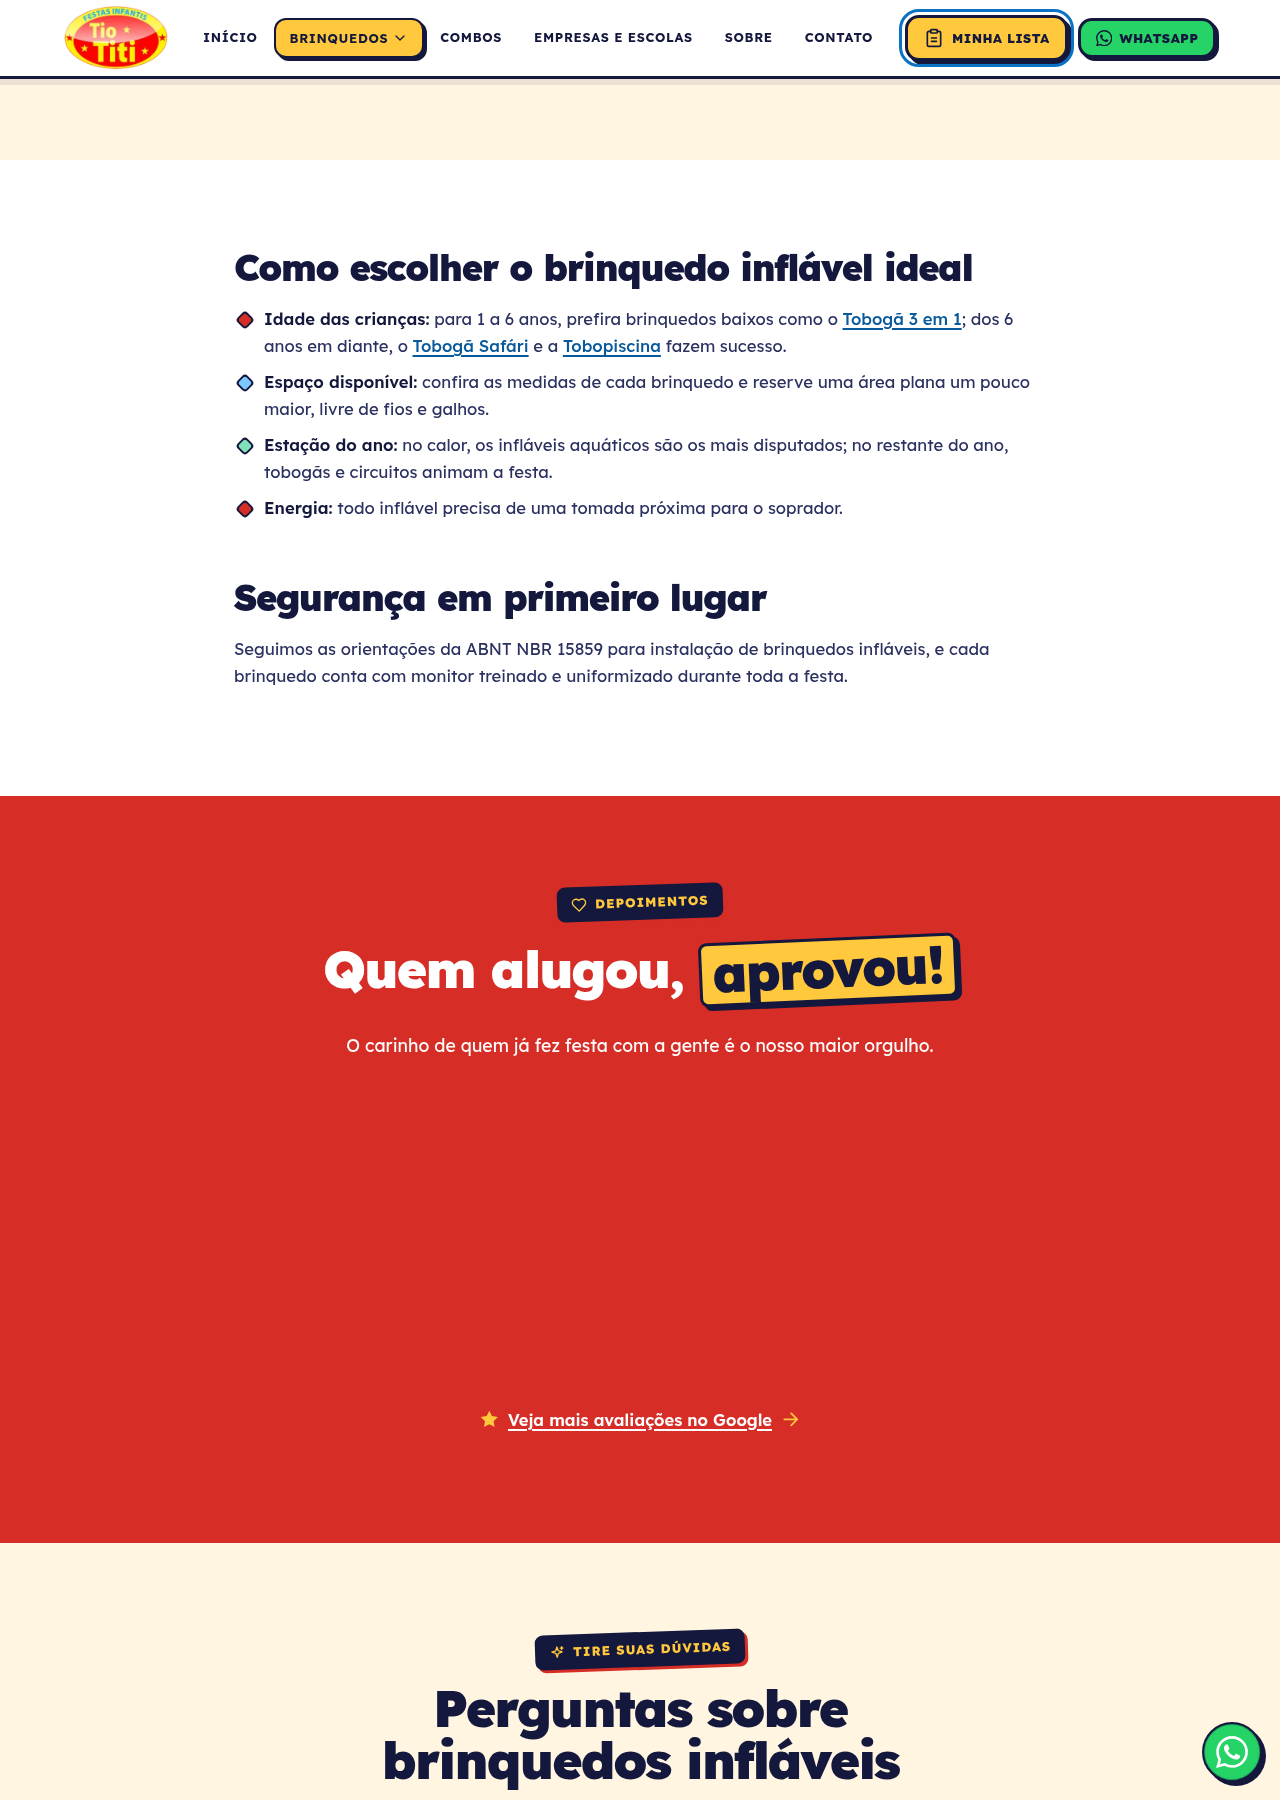 FESTAS INFANTIS
Tio
Titi
INÍCIO
BRINQUEDOS
COMBOS
EMPRESAS E ESCOLAS
SOBRE
CONTATO
MINHA LISTA
WHATSAPP
Como escolher o brinquedo inflável ideal
Idade das crianças: para 1 a 6 anos, prefira brinquedos baixos como o Tobogã 3 em 1; dos 6
anos em diante, o Tobogã Safári e a Tobopiscina fazem sucesso.
Espaço disponível: confira as medidas de cada brinquedo e reserve uma área plana um pouco
maior, livre de fios e galhos.
Estação do ano: no calor, os infláveis aquáticos são os mais disputados; no restante do ano,
tobogãs e circuitos animam a festa.
Energia: todo inflável precisa de uma tomada próxima para o soprador.
Segurança em primeiro lugar
Seguimos as orientações da ABNT NBR 15859 para instalação de brinquedos infláveis, e cada
brinquedo conta com monitor treinado e uniformizado durante toda a festa.
DEPOIMENTOS
Quem alugou, aprovou!
O carinho de quem já fez festa com a gente é o nosso maior orgulho.
Veja mais avaliações no Google
TIRE SUAS DÚVIDAS
Perguntas sobre
brinquedos infláveis